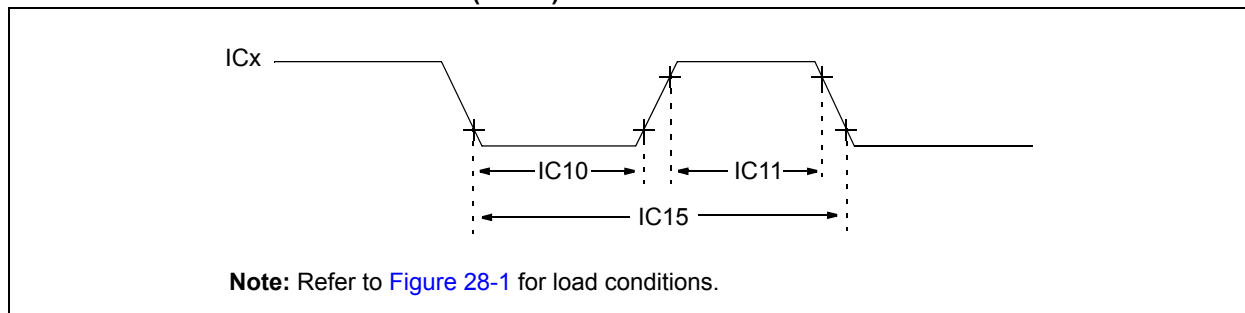 ICx
IC10
IC11
IC15
Note: Refer to Figure 28-1 for load conditions.